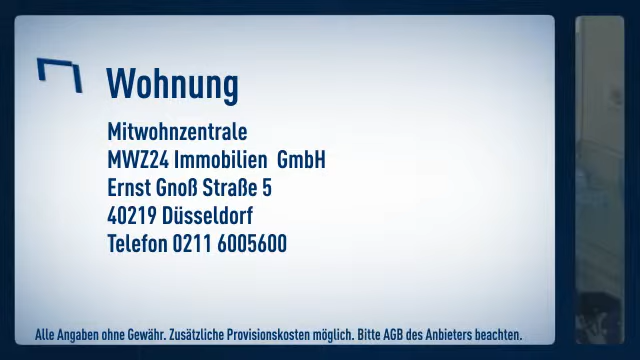 Wohnung
Mitwohnzentrale
MWZ24 Immobilien GmbH
Ernst Gnoß Straße 5
40219 Düsseldorf
Telefon 0211 6005600
Alle Angaben ohne Gewähr. Zusätzliche Provisionskosten möglich. Bitte AGB des Anbieters beachten.